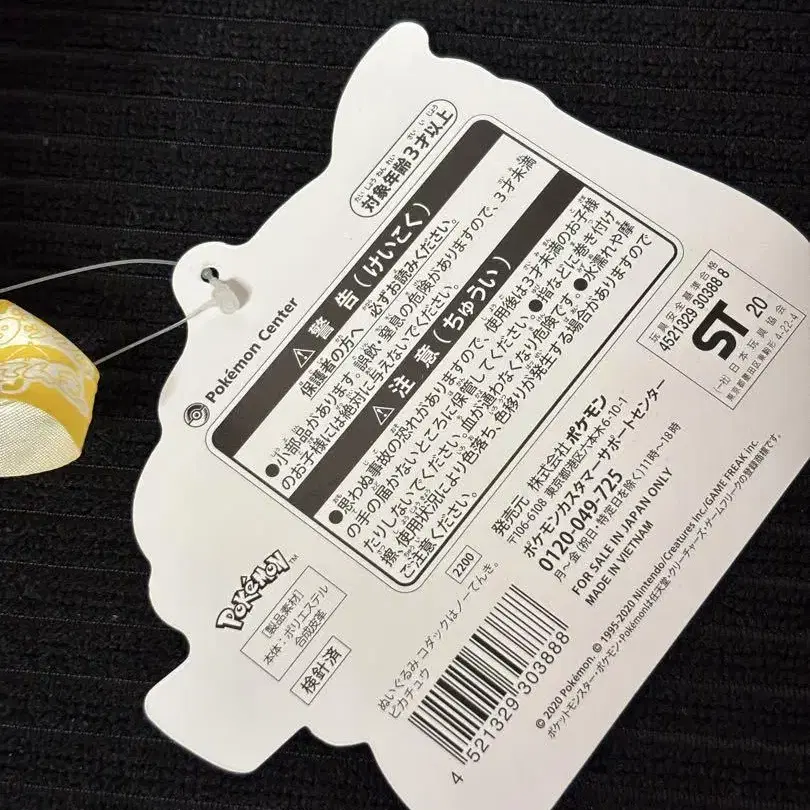 対象年齢3才以上
Pokémon Center
⚠警告(けいこく)
保護者の方へ 必ずお読みください。
●小部品があります。誤飲、窒息の危険がありますので、3才未満
のお子様には絶対に与えないでください。
⚠注意(ちゅうい)
●思わぬ事故の恐れがありますので、使用後は3才未満のお子様
の手の届かないところに保管してください。●首などに巻き付け
たりしないでください。血が通わなくなり危険です。●水濡れや摩
擦、使用状況により色落ち、色移りが発生する場合がありますので
ご注意ください。
発売元 株式会社ポケモン
〒106-6108 東京都港区六本木6-10-1
ポケモンカスタマーサポートセンター
0120-049-725
月～金(祝日・特定日を除く)11時～18時
FOR SALE IN JAPAN ONLY
MADE IN VIETNAM
玩具安全基準合格
4521329 30388 8
ST 20
(一社)日本玩具協会
東京都墨田区東駒形 4-22-4
POKéMON™
[製品素材]
本体:ポリエステル
合成皮革
検針済
2200
ぬいぐるみ コダックはノーてんき。
ピカチュウ
4 521329 303888
© 2020 Pokémon. © 1995-2020 Nintendo/Creatures Inc./GAME FREAK inc.
ポケットモンスター・ポケモン・Pokémonは任天堂・クリーチャーズ・ゲームフリークの登録商標です。